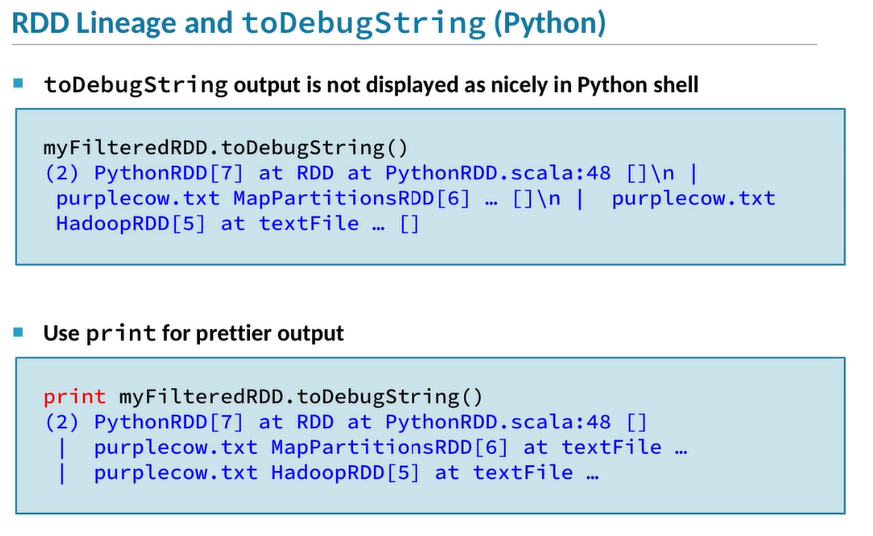 RDD Lineage and toDebugString (Python)
toDebugString output is not displayed as nicely in Python shell
myFilteredRDD.toDebugString()
(2) PythonRDD[7] at RDD at PythonRDD.scala:48 []\n |
purplecow.txt MapPartitionsRDD[6] … []\n |  purplecow.txt
HadoopRDD[5] at textFile … []
Use print for prettier output
print myFilteredRDD.toDebugString()
(2) PythonRDD[7] at RDD at PythonRDD.scala:48 []
|  purplecow.txt MapPartitionsRDD[6] at textFile …
|  purplecow.txt HadoopRDD[5] at textFile …